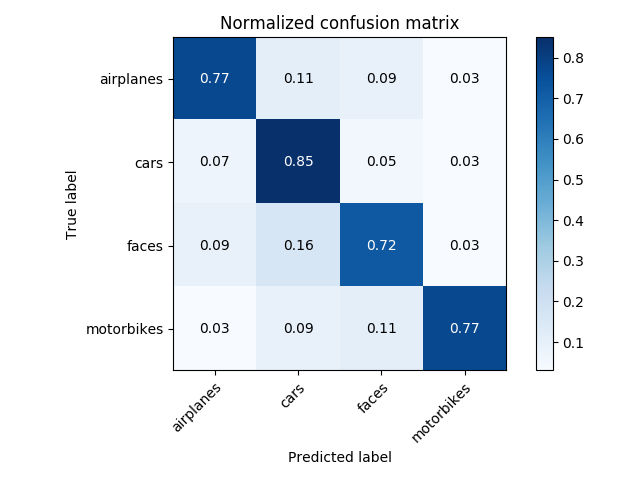 Normalized confusion matrix
True label
airplanes 0.77 0.11 0.09 0.03
cars 0.07 0.85 0.05 0.03
faces 0.09 0.16 0.72 0.03
motorbikes 0.03 0.09 0.11 0.77
airplanes cars faces motorbikes
Predicted label
0.8
0.7
0.6
0.5
0.4
0.3
0.2
0.1